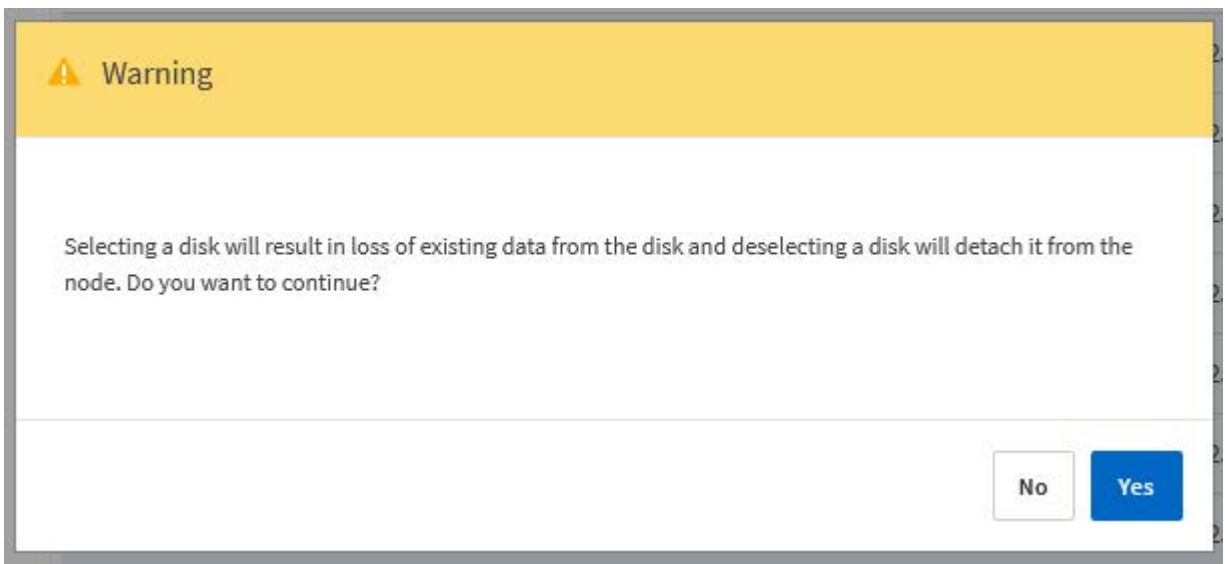 Warning
Selecting a disk will result in loss of existing data from the disk and deselecting a disk will detach it from the
node. Do you want to continue?
No
Yes